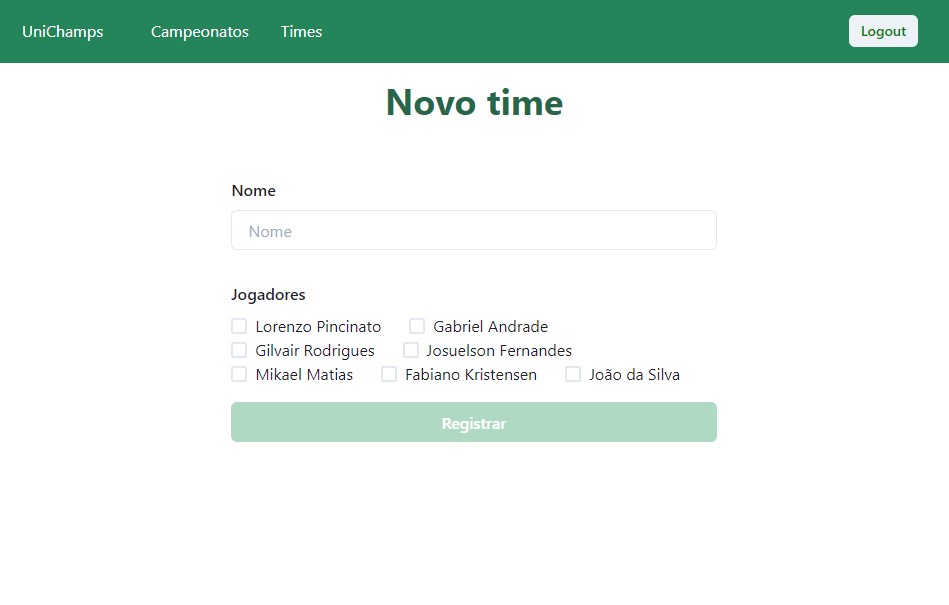 UniChamps Campeonatos Times Logout
Novo time
Nome
Nome
Jogadores
Lorenzo Pincinato Gabriel Andrade
Gilvair Rodrigues Josuelson Fernandes
Mikael Matias Fabiano Kristensen João da Silva
Registrar